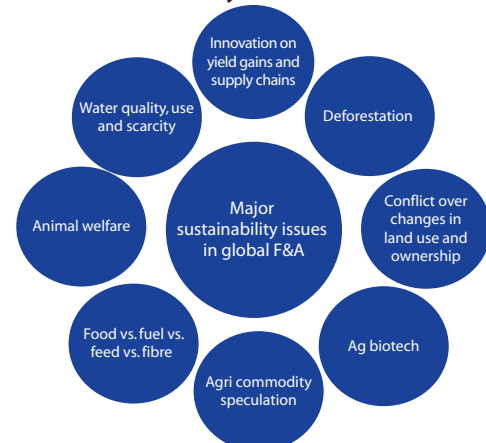 Innovation on
yield gains and
supply chains
Deforestation
Conflict over
changes in
land use and
ownership
Ag biotech
Agri commodity
speculation
Food vs. fuel vs.
feed vs. fibre
Animal welfare
Water quality, use
and scarcity
Major
sustainability issues
in global F&A